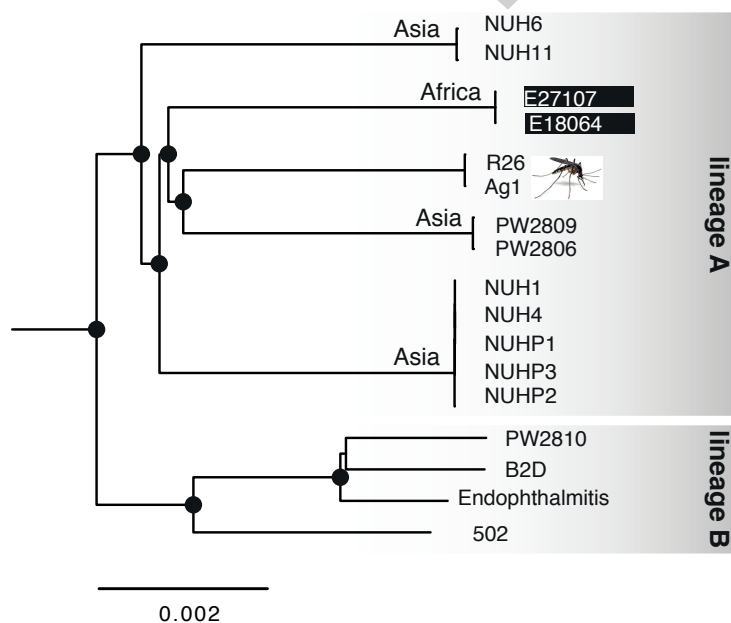 Asia
NUH6
NUH11
Africa
E27107
E18064
R26
Ag1
Asia
PW2809
PW2806
NUH1
NUH4
NUHP1
Asia
NUHP3
NUHP2
lineage A
PW2810
B2D
Endophthalmitis
502
lineage B
0.002